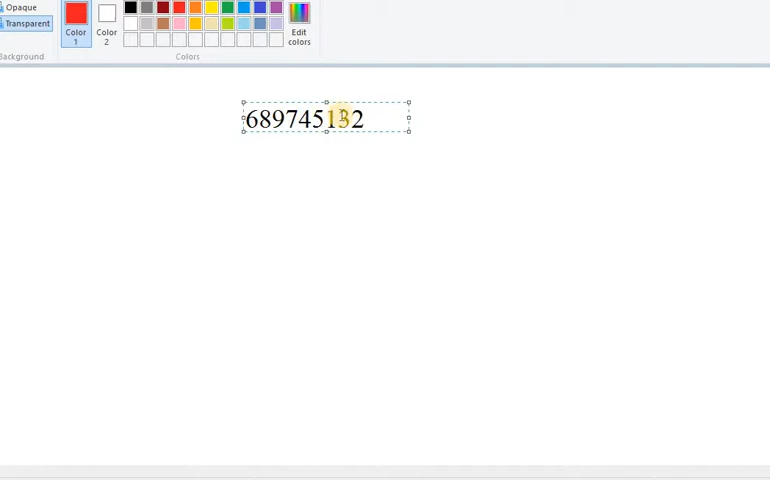 Opaque
Transparent
Background
Color 1
Color 2
Edit colors
Colors
689745132